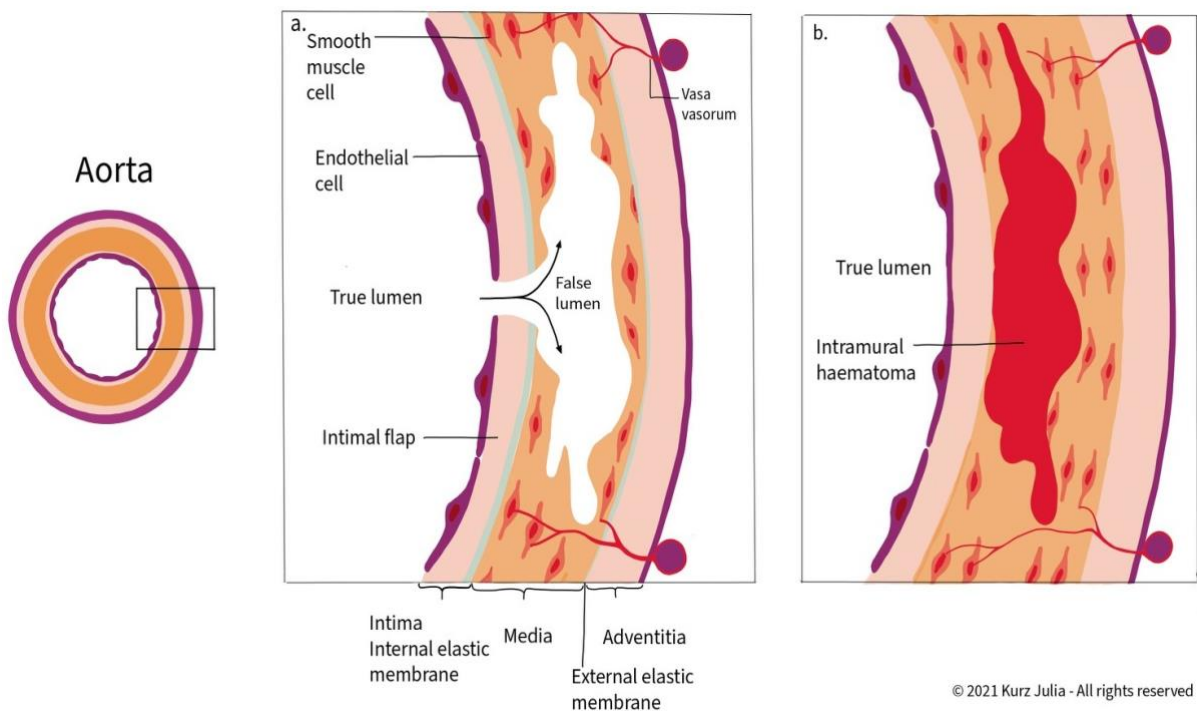 Aorta
a.
Smooth
muscle
cell
Vasa
vasorum
Endothelial
cell
True lumen
False
lumen
Intimal flap
Intima
Internal elastic
membrane
Media
Adventitia
External elastic
membrane
b.
True lumen
Intramural
haematoma
© 2021 Kurz Julia - All rights reserved